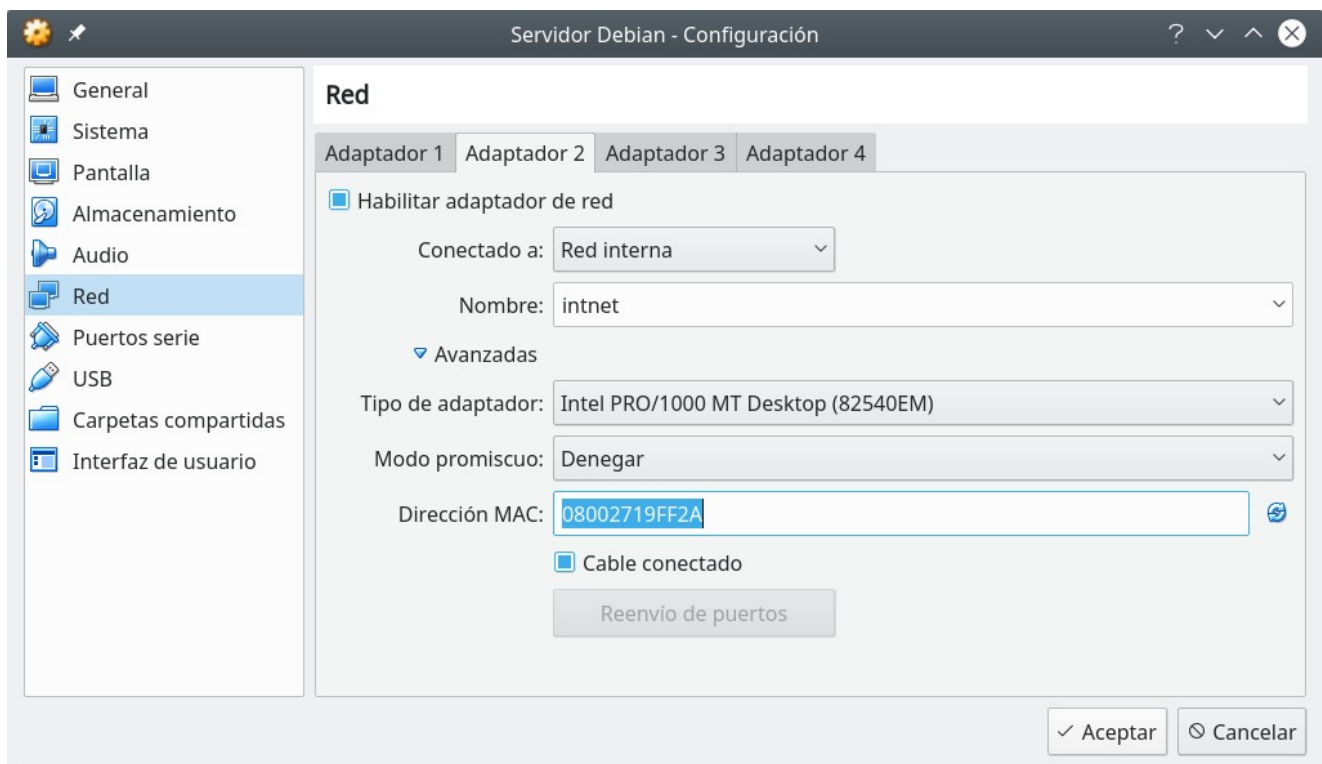 Servidor Debian - Configuración
General
Sistema
Pantalla
Almacenamiento
Audio
Red
Puertos serie
USB
Carpetas compartidas
Interfaz de usuario
Red
Adaptador 1 Adaptador 2 Adaptador 3 Adaptador 4
Habilitar adaptador de red
Conectado a: Red interna
Nombre: intnet
Avanzadas
Tipo de adaptador: Intel PRO/1000 MT Desktop (82540EM)
Modo promiscuo: Denegar
Dirección MAC: 08002719FF2A
Cable conectado
Reenvío de puertos
Aceptar Cancelar